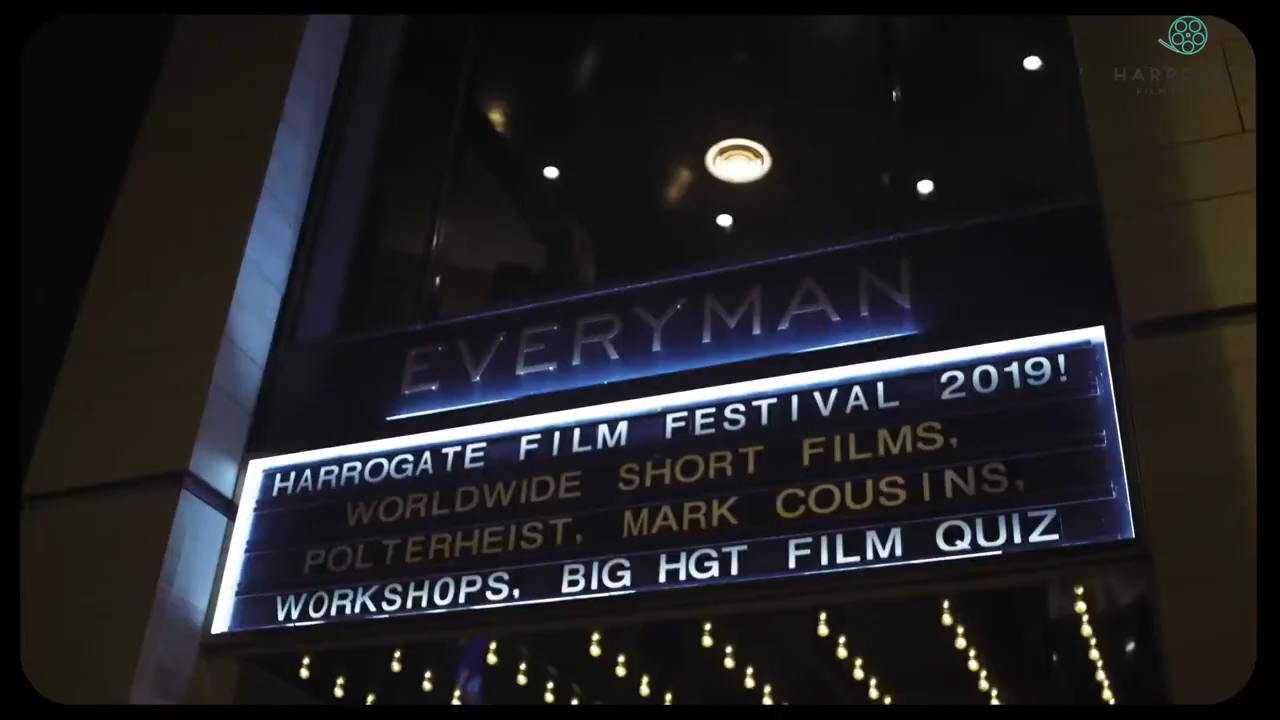 EVERYMAN
HARROGATE FILM FESTIVAL 2019!
WORLDWIDE SHORT FILMS,
POLTERHEIST, MARK COUSINS,
WORKSHOPS, BIG HGT FILM QUIZ